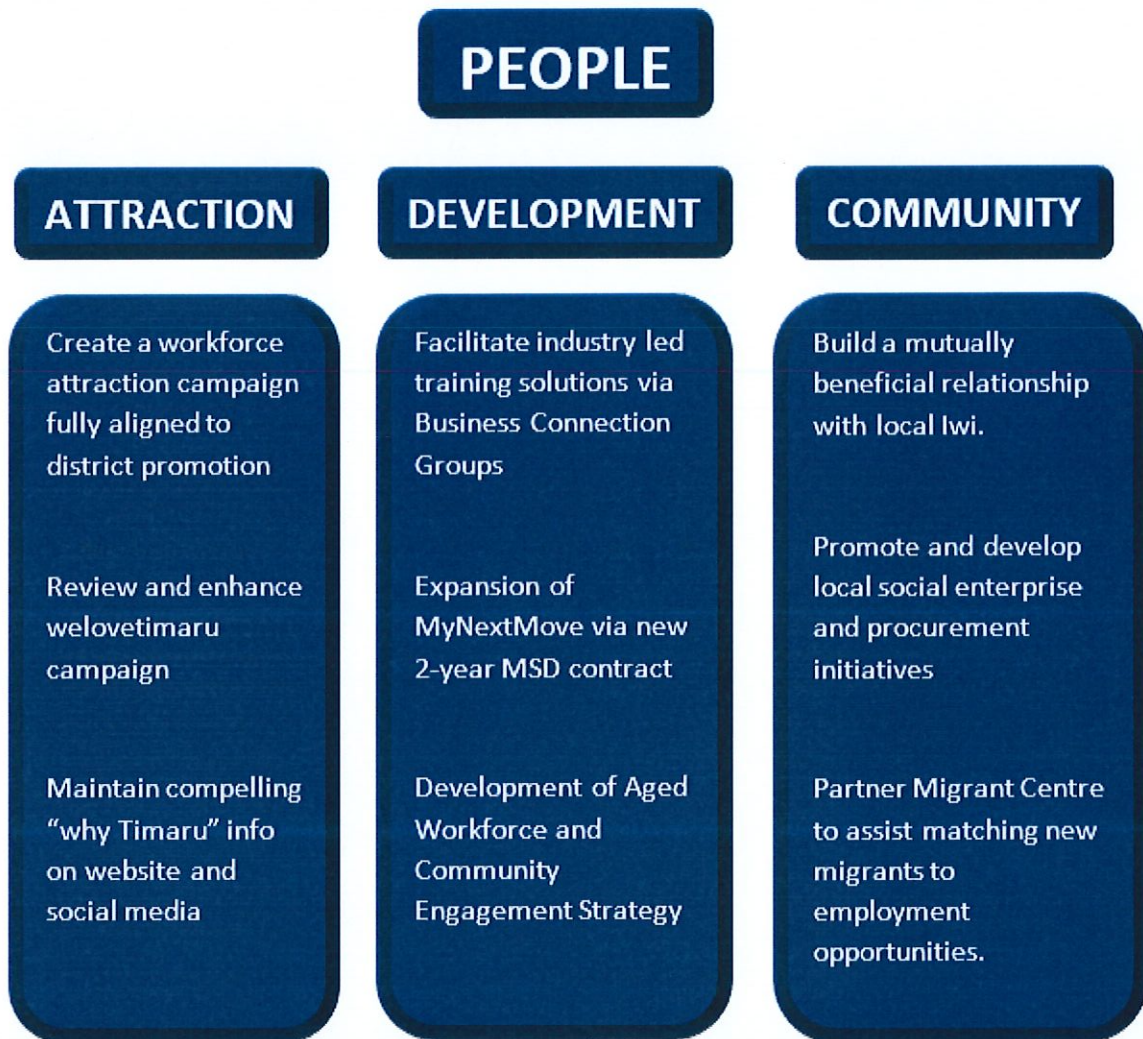 PEOPLE
ATTRACTION
Create a workforce
attraction campaign
fully aligned to
district promotion
Review and enhance
welovetimaru
campaign
Maintain compelling
“why Timaru” info
on website and
social media
DEVELOPMENT
Facilitate industry led
training solutions via
Business Connection
Groups
Expansion of
MyNextMove via new
2-year MSD contract
Development of Aged
Workforce and
Community
Engagement Strategy
COMMUNITY
Build a mutually
beneficial relationship
with local Iwi.
Promote and develop
local social enterprise
and procurement
initiatives
Partner Migrant Centre
to assist matching new
migrants to
employment
opportunities.